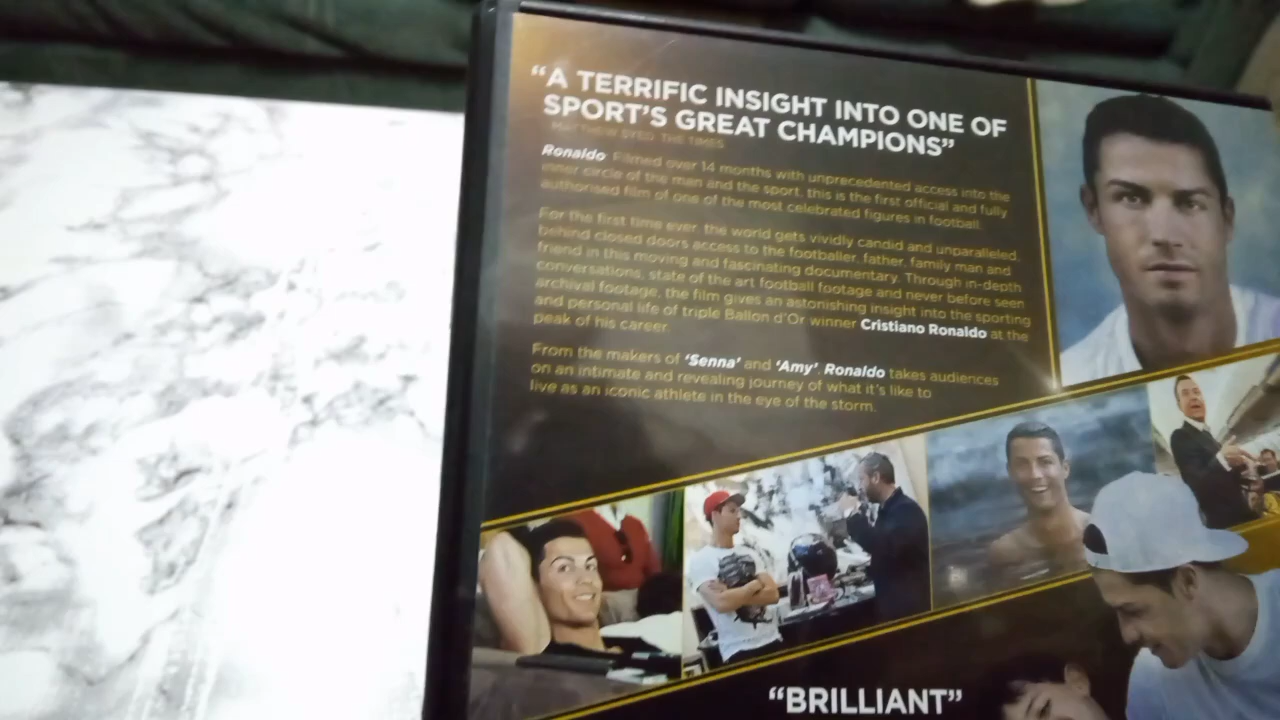 “A TERRIFIC INSIGHT INTO ONE OF
SPORT’S GREAT CHAMPIONS”
MATTHEW SYED, THE TIMES
Ronaldo. Filmed over 14 months with unprecedented access into the
inner circle of the man and the sport, this is the first official and fully
authorised film of one of the most celebrated figures in football.
For the first time ever, the world gets vividly candid and unparalleled,
behind closed doors access to the footballer, father, family man and
friend in this moving and fascinating documentary. Through in-depth
conversations, state of the art football footage and never before seen
archival footage, the film gives an astonishing insight into the sporting
and personal life of triple Ballon d’Or winner Cristiano Ronaldo at the
peak of his career.
From the makers of ‘Senna’ and ‘Amy’, Ronaldo takes audiences
on an intimate and revealing journey of what it’s like to
live as an iconic athlete in the eye of the storm.
“BRILLIANT”